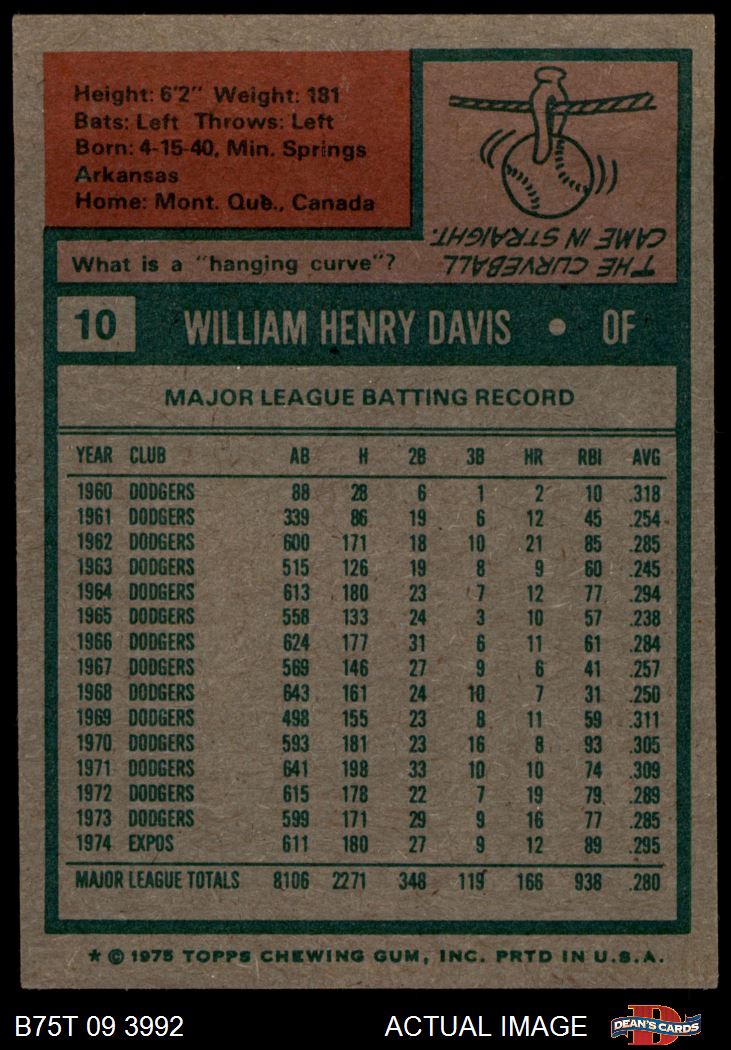 Height: 6'2" Weight: 181
Bats: Left Throws: Left
Born: 4-15-40, Min. Springs
Arkansas
Home: Mont. Que., Canada
What is a "hanging curve"?
THE CURVEBALL
CAME IN STRAIGHT.
10 WILLIAM HENRY DAVIS • OF
MAJOR LEAGUE BATTING RECORD
YEAR CLUB AB H 2B 3B HR RBI AVG
1960 DODGERS 88 28 6 1 2 10 .318
1961 DODGERS 339 86 19 6 12 45 .254
1962 DODGERS 600 171 18 10 21 85 .285
1963 DODGERS 515 126 19 8 9 60 .245
1964 DODGERS 613 180 23 7 12 77 .294
1965 DODGERS 558 133 24 3 10 57 .238
1966 DODGERS 624 177 31 6 11 61 .284
1967 DODGERS 569 146 27 9 6 41 .257
1968 DODGERS 643 161 24 10 7 31 .250
1969 DODGERS 498 155 23 8 11 59 .311
1970 DODGERS 593 181 23 16 8 93 .305
1971 DODGERS 641 198 33 10 10 74 .309
1972 DODGERS 615 178 22 7 19 79 .289
1973 DODGERS 599 171 29 9 16 77 .285
1974 EXPOS 611 180 27 9 12 89 .295
MAJOR LEAGUE TOTALS 8106 2271 348 119 166 938 .280
* © 1975 TOPPS CHEWING GUM, INC. PRTD IN U.S.A.
B75T 09 3992 ACTUAL IMAGE D DEAN'S CARDS